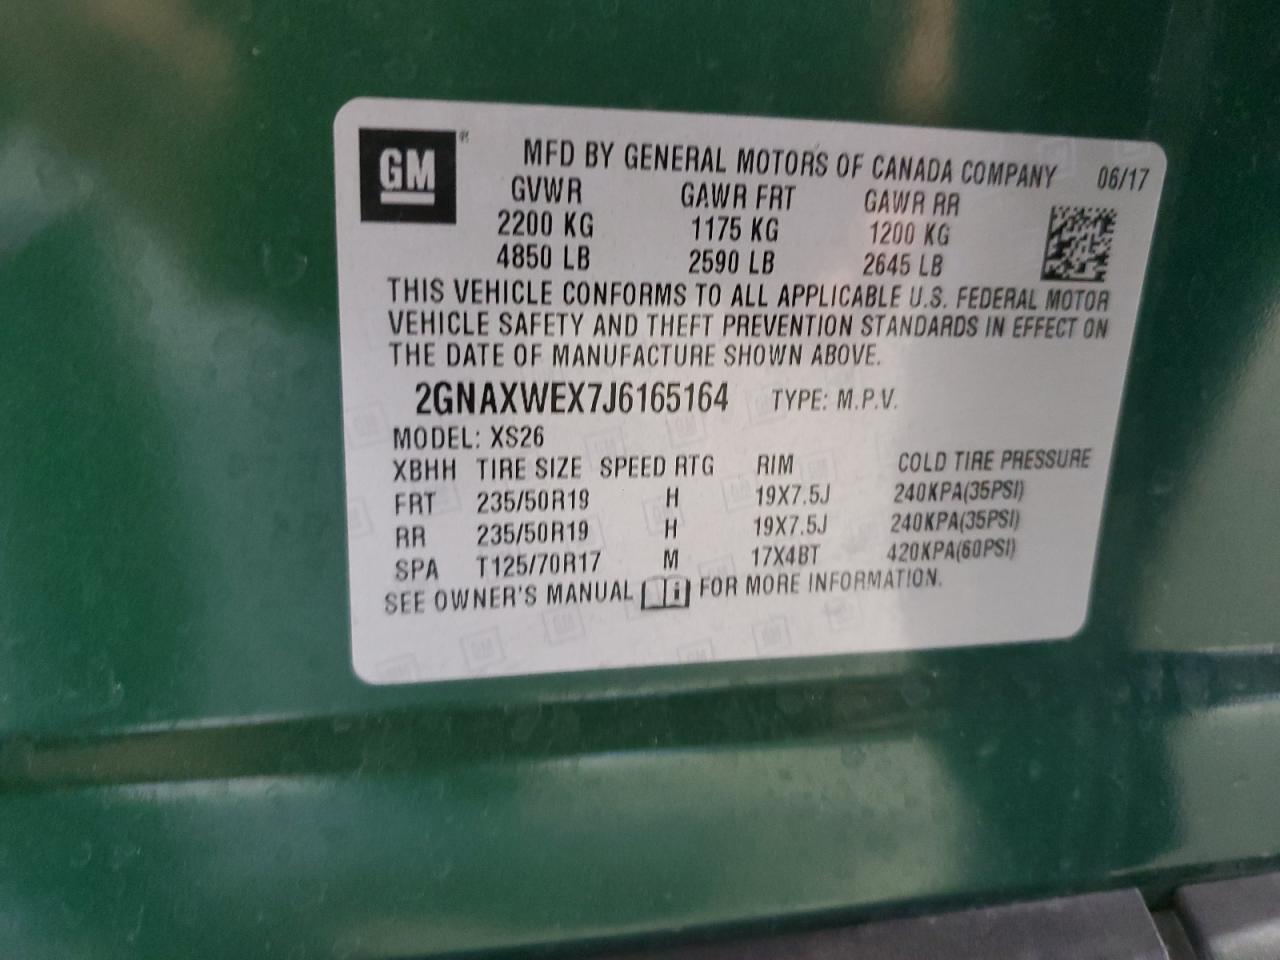 GM®
MFD BY GENERAL MOTORS OF CANADA COMPANY 06/17
GVWR GAWR FRT GAWR RR
2200 KG 1175 KG 1200 KG
4850 LB 2590 LB 2645 LB
THIS VEHICLE CONFORMS TO ALL APPLICABLE U.S. FEDERAL MOTOR
VEHICLE SAFETY AND THEFT PREVENTION STANDARDS IN EFFECT ON
THE DATE OF MANUFACTURE SHOWN ABOVE.
2GNAXWEX7J6165164 TYPE: M.P.V.
MODEL: XS26
XBHH TIRE SIZE SPEED RTG RIM COLD TIRE PRESSURE
FRT 235/50R19 H 19X7.5J 240KPA(35PSI)
RR 235/50R19 H 19X7.5J 240KPA(35PSI)
SPA T125/70R17 M 17X4BT 420KPA(60PSI)
SEE OWNER'S MANUAL i FOR MORE INFORMATION.